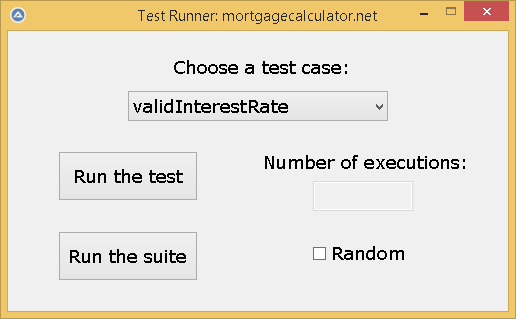 Test Runner: mortgagecalculator.net
Choose a test case:
validInterestRate
Run the test
Number of executions:
Run the suite
Random